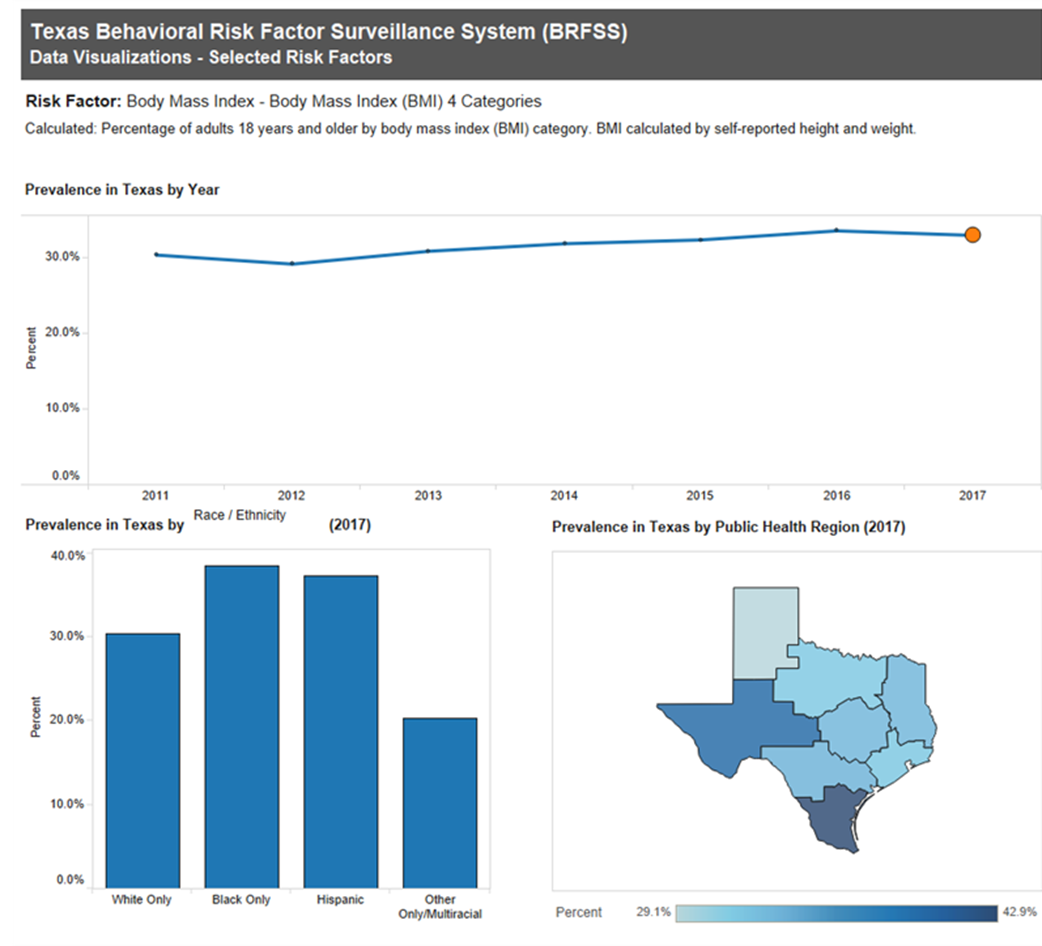 Texas Behavioral Risk Factor Surveillance System (BRFSS)
Data Visualizations - Selected Risk Factors
Risk Factor: Body Mass Index - Body Mass Index (BMI) 4 Categories
Calculated: Percentage of adults 18 years and older by body mass index (BMI) category. BMI calculated by self-reported height and weight.
Prevalence in Texas by Year
30.0%
20.0%
10.0%
0.0%
Percent
2011 2012 2013 2014 2015 2016 2017
Prevalence in Texas by Race / Ethnicity (2017)
40.0%
30.0%
20.0%
10.0%
0.0%
Percent
White Only Black Only Hispanic Other
Only/Multiracial
Prevalence in Texas by Public Health Region (2017)
Percent 29.1% 42.9%